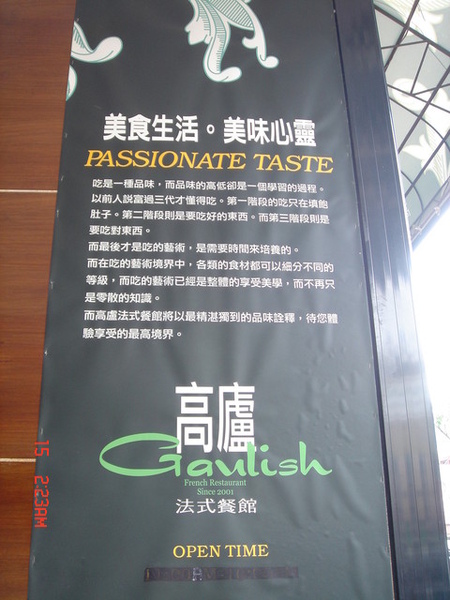 美食生活。美味心靈
PASSIONATE TASTE
吃是一種品味，而品味的高低卻是一個學習的過程。
以前人說富過三代才懂得吃。第一階段的吃只在填飽
肚子。第二階段則是要吃好的東西。而第三階段則是
要吃對東西。
而最後才是吃的藝術，是需要時間來培養的。
而在吃的藝術境界中，各類的食材都可以細分不同的
等級，而吃的藝術已經是整體的享受美學，而不再只
是零散的知識。
而高盧法式餐館將以最精湛獨到的品味詮釋，待您體
驗享受的最高境界。
高盧
Gaulish
French Restaurant
Since 2001
法式餐館
OPEN TIME
15 2:23AM